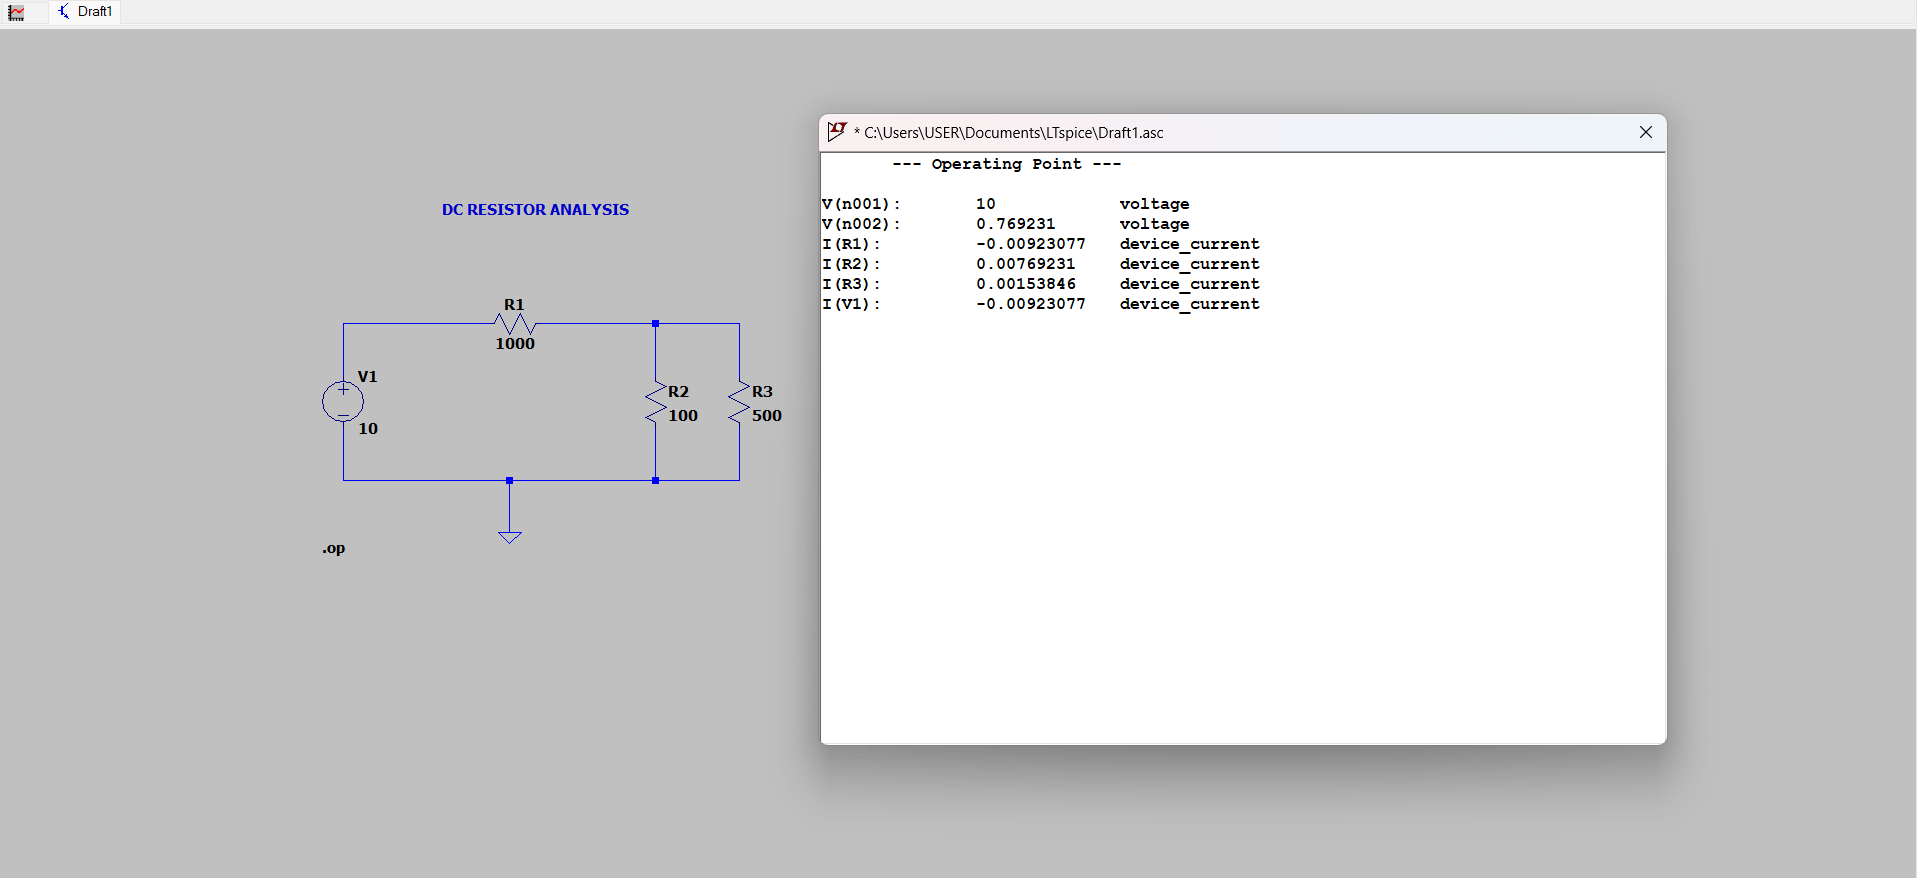 Draft1
DC RESISTOR ANALYSIS
R1
1000
V1
10
R2
100
R3
500
.op
* C:\Users\USER\Documents\LTspice\Draft1.asc
--- Operating Point ---
V(n001): 10 voltage
V(n002): 0.769231 voltage
I(R1): -0.00923077 device_current
I(R2): 0.00769231 device_current
I(R3): 0.00153846 device_current
I(V1): -0.00923077 device_current